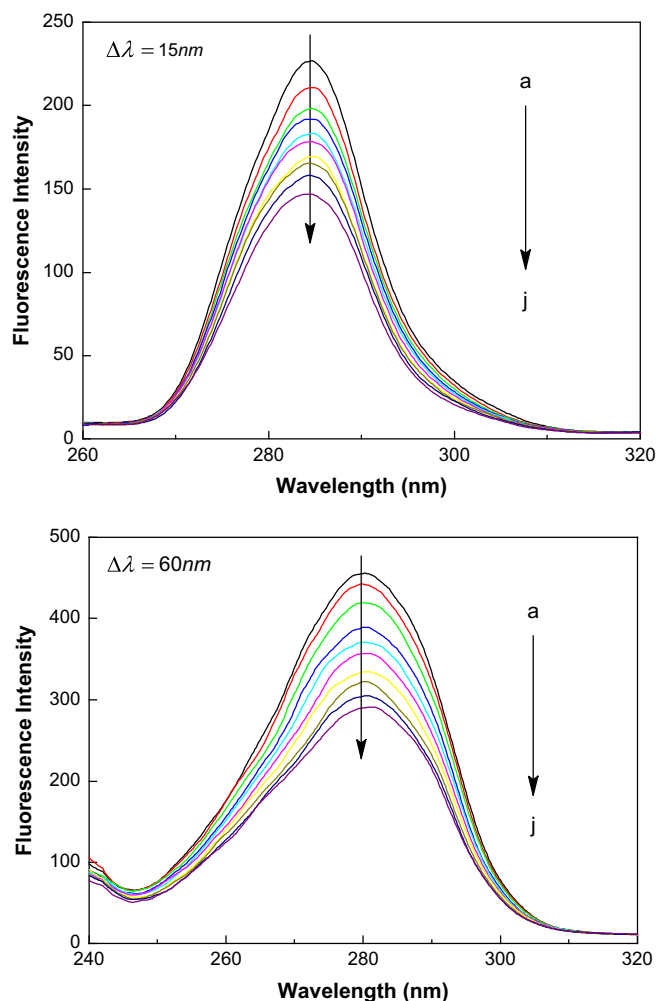 250
Δλ = 15nm
200
a
150
100
j
50
0
260
280
300
320
Fluorescence Intensity
Wavelength (nm)
500
Δλ = 60nm
400
a
300
200
j
100
0
240
260
280
300
320
Fluorescence Intensity
Wavelength (nm)